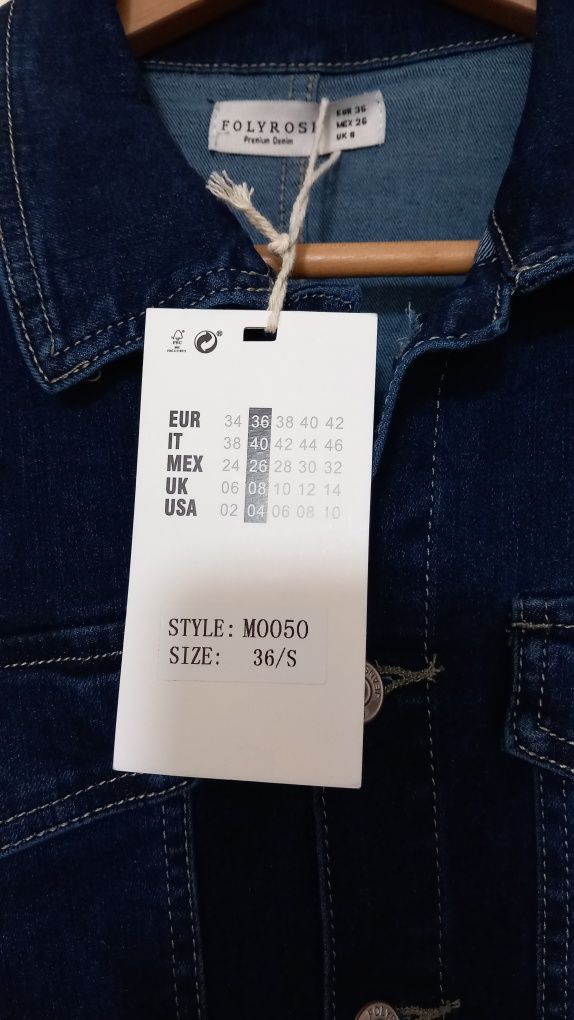 FOLYROS
Premium Denim
EUR 36
MEX 26
UK 8
FSC
EUR 34 36 38 40 42
IT 38 40 42 44 46
MEX 24 26 28 30 32
UK 06 08 10 12 14
USA 02 04 06 08 10
STYLE: M0050
SIZE: 36/S